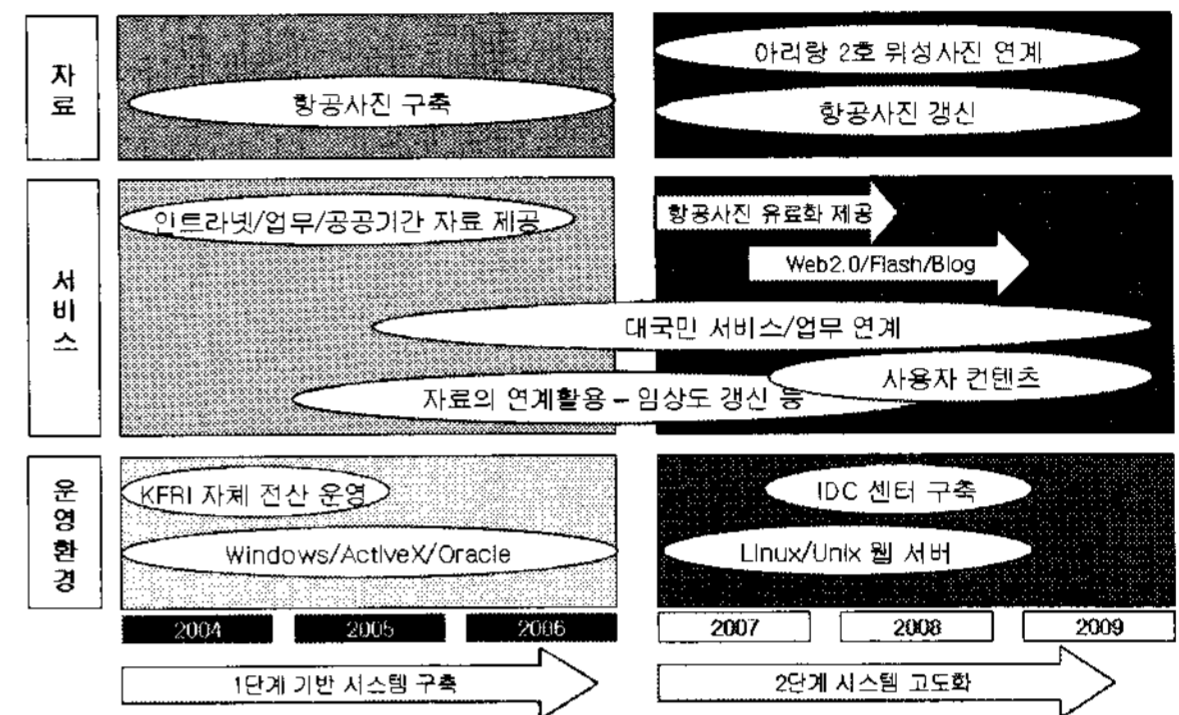 자료
아리랑 2호 위성사진 연계
항공사진 구축
항공사진 갱신
서비스
인트라넷/업무/공공기간 자료 제공
항공사진 유료화 제공
Web2.0/Flash/Blog
대국민 서비스/업무 연계
사용자 컨텐츠
자료의 연계활용 – 임상도 갱신 등
운영환경
KFRI 자체 전산 운영
IDC 센터 구축
Windows/ActiveX/Oracle
Linux/Unix 웹 서버
2004 2005 2006 2007 2008 2009
1단계 기반 시스템 구축
2단계 시스템 고도화